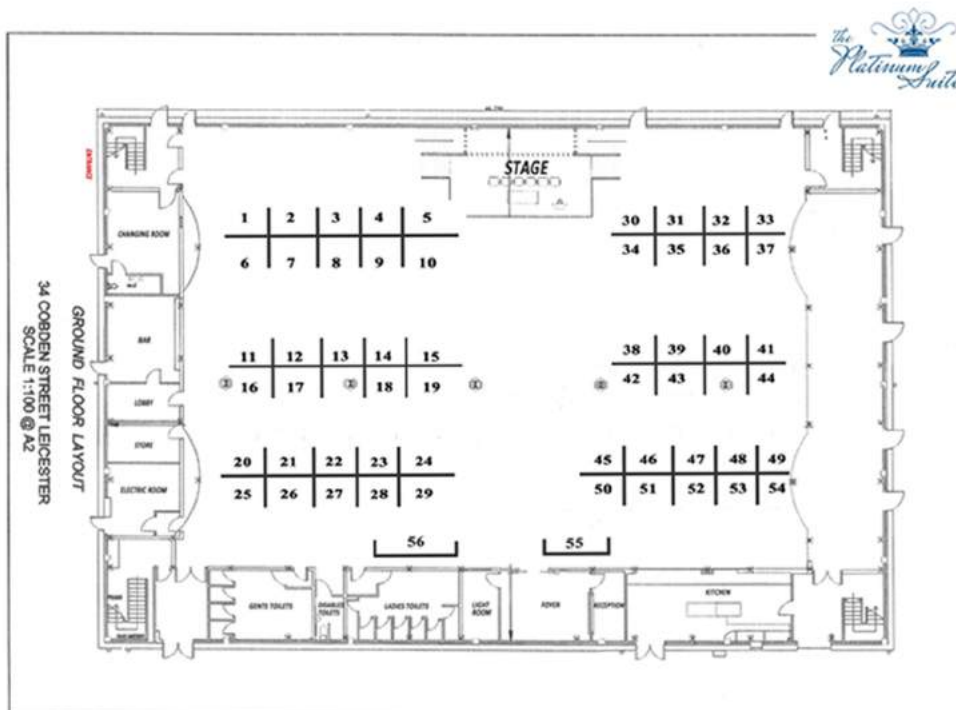 The
Platinum Suite
ENTRANCE
STAGE
1 2 3 4 5
6 7 8 9 10
30 31 32 33
34 35 36 37
CHANGING ROOM
GROUND FLOOR LAYOUT
34 COBDEN STREET LEICESTER
SCALE 1:100 @ A2
BAR
LOBBY
STORE
ELECTRIC ROOM
11 12 13 14 15
16 17 18 19
38 39 40 41
42 43 44
20 21 22 23 24
25 26 27 28 29
45 46 47 48 49
50 51 52 53 54
56
55
GENTS TOILETS
DISABLED TOILETS
LADIES TOILETS
LIGHT ROOM
FOYER
RECEPTION
KITCHEN